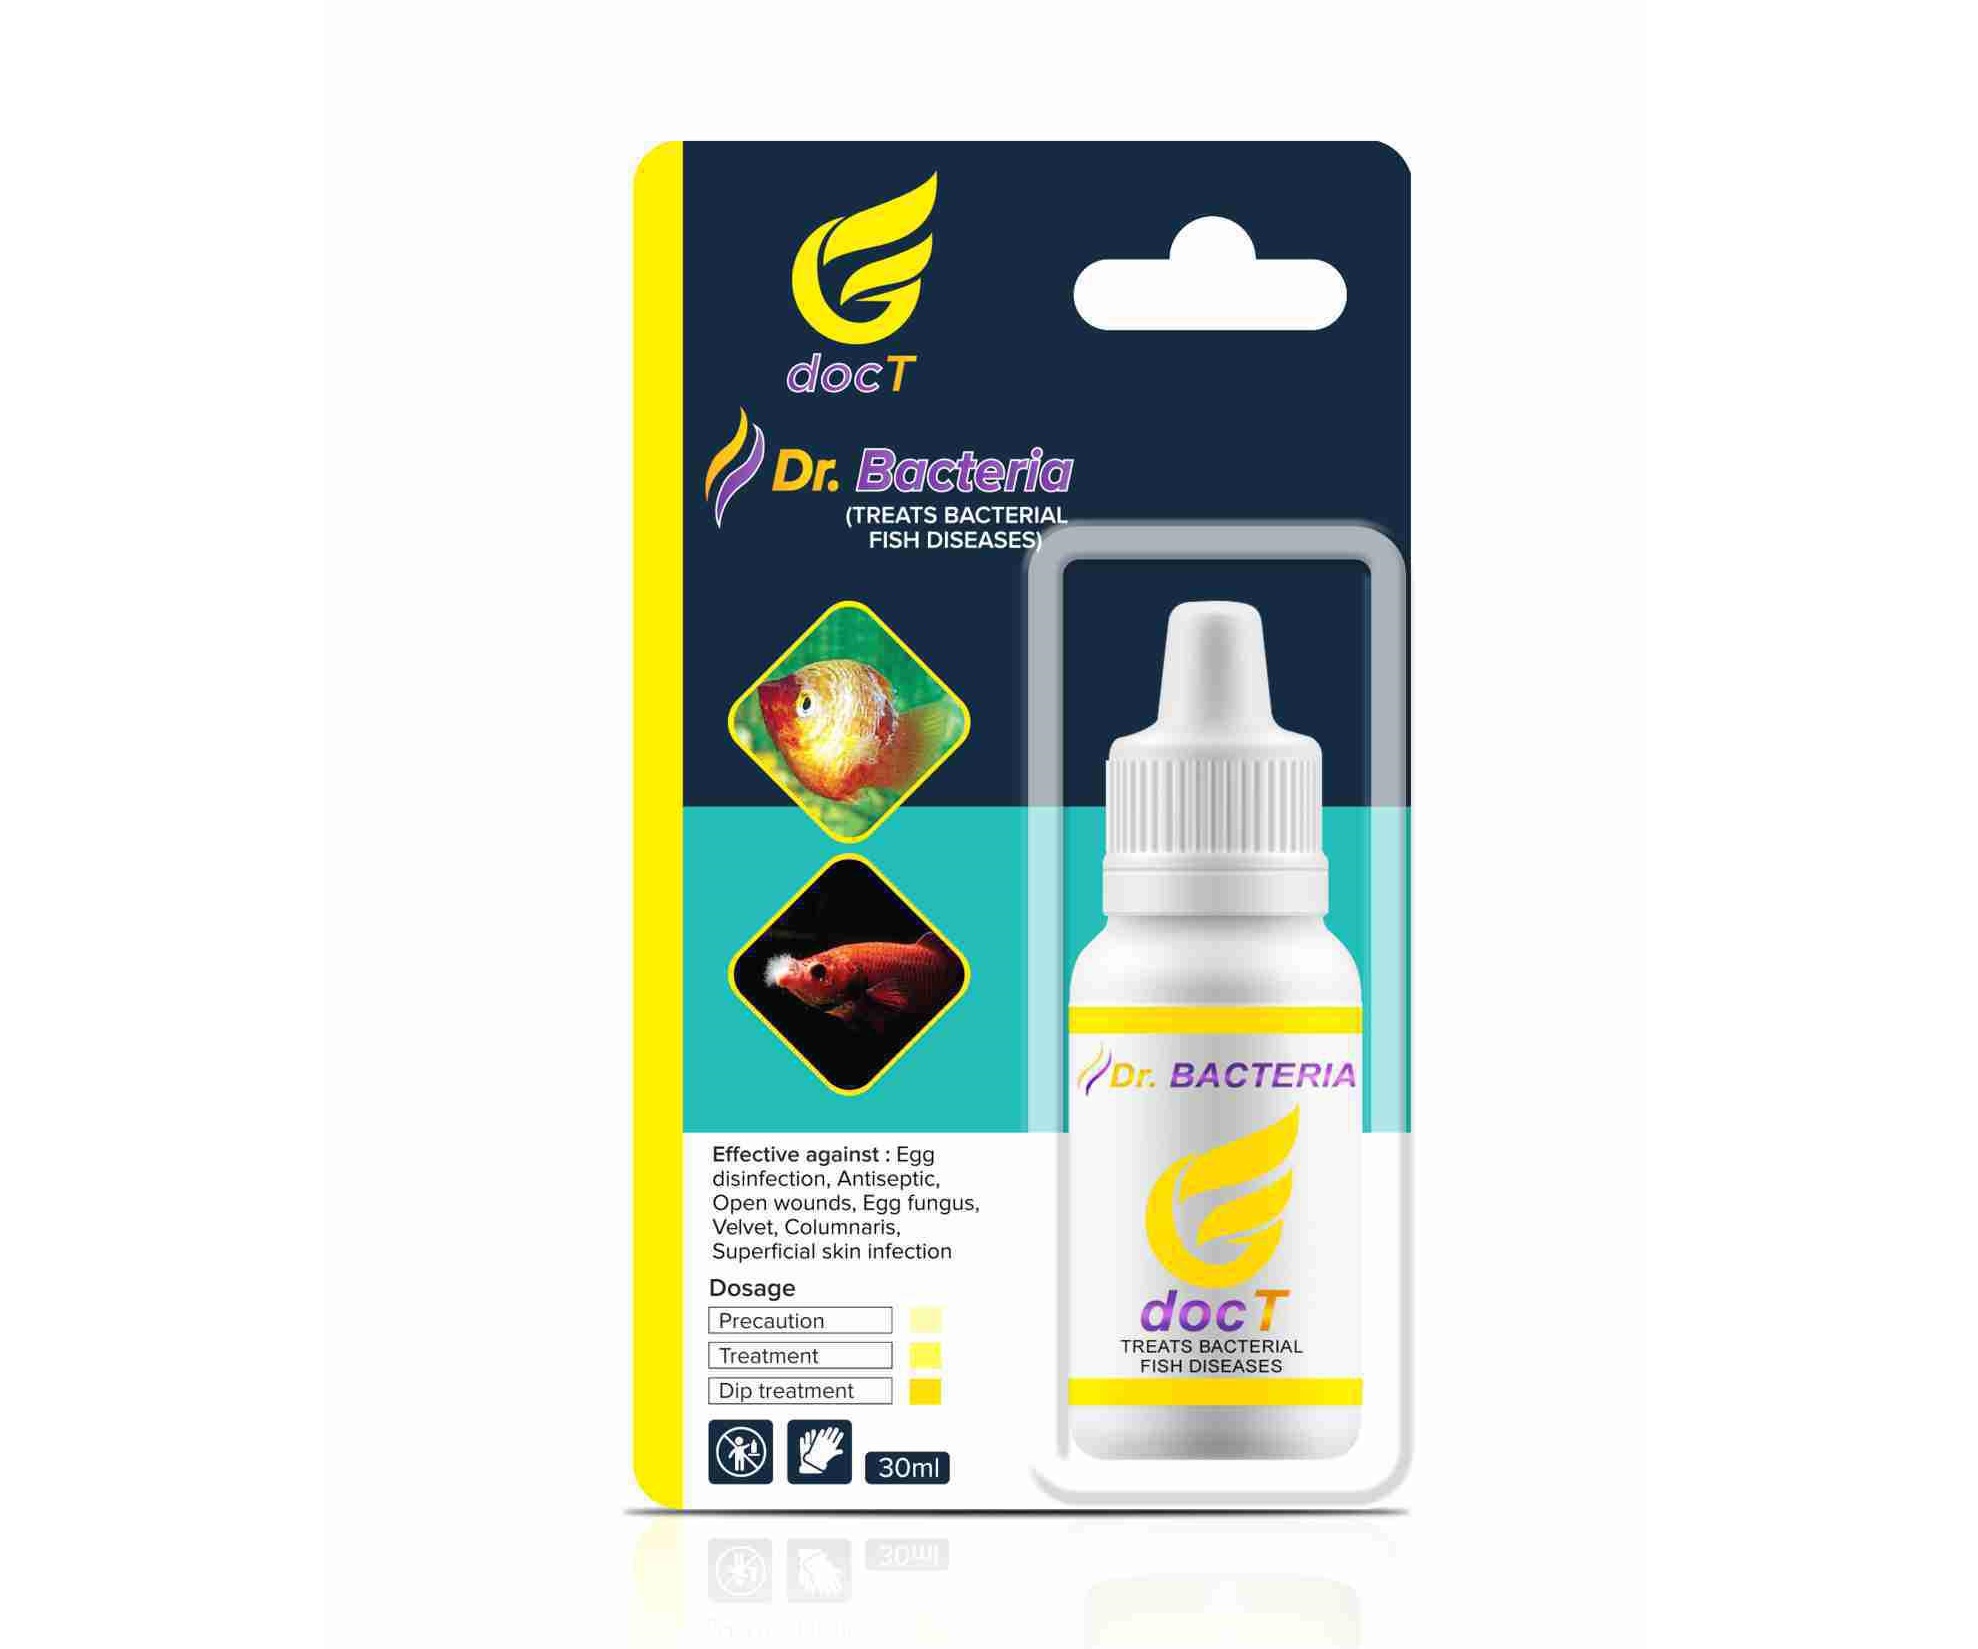 docT
Dr. Bacteria
(TREATS BACTERIAL
FISH DISEASES)
Effective against : Egg
disinfection, Antiseptic,
Open wounds, Egg fungus,
Velvet, Columnaris,
Superficial skin infection
Dosage
Precaution
Treatment
Dip treatment
30ml
Dr. BACTERIA
docT
TREATS BACTERIAL
FISH DISEASES
30ml